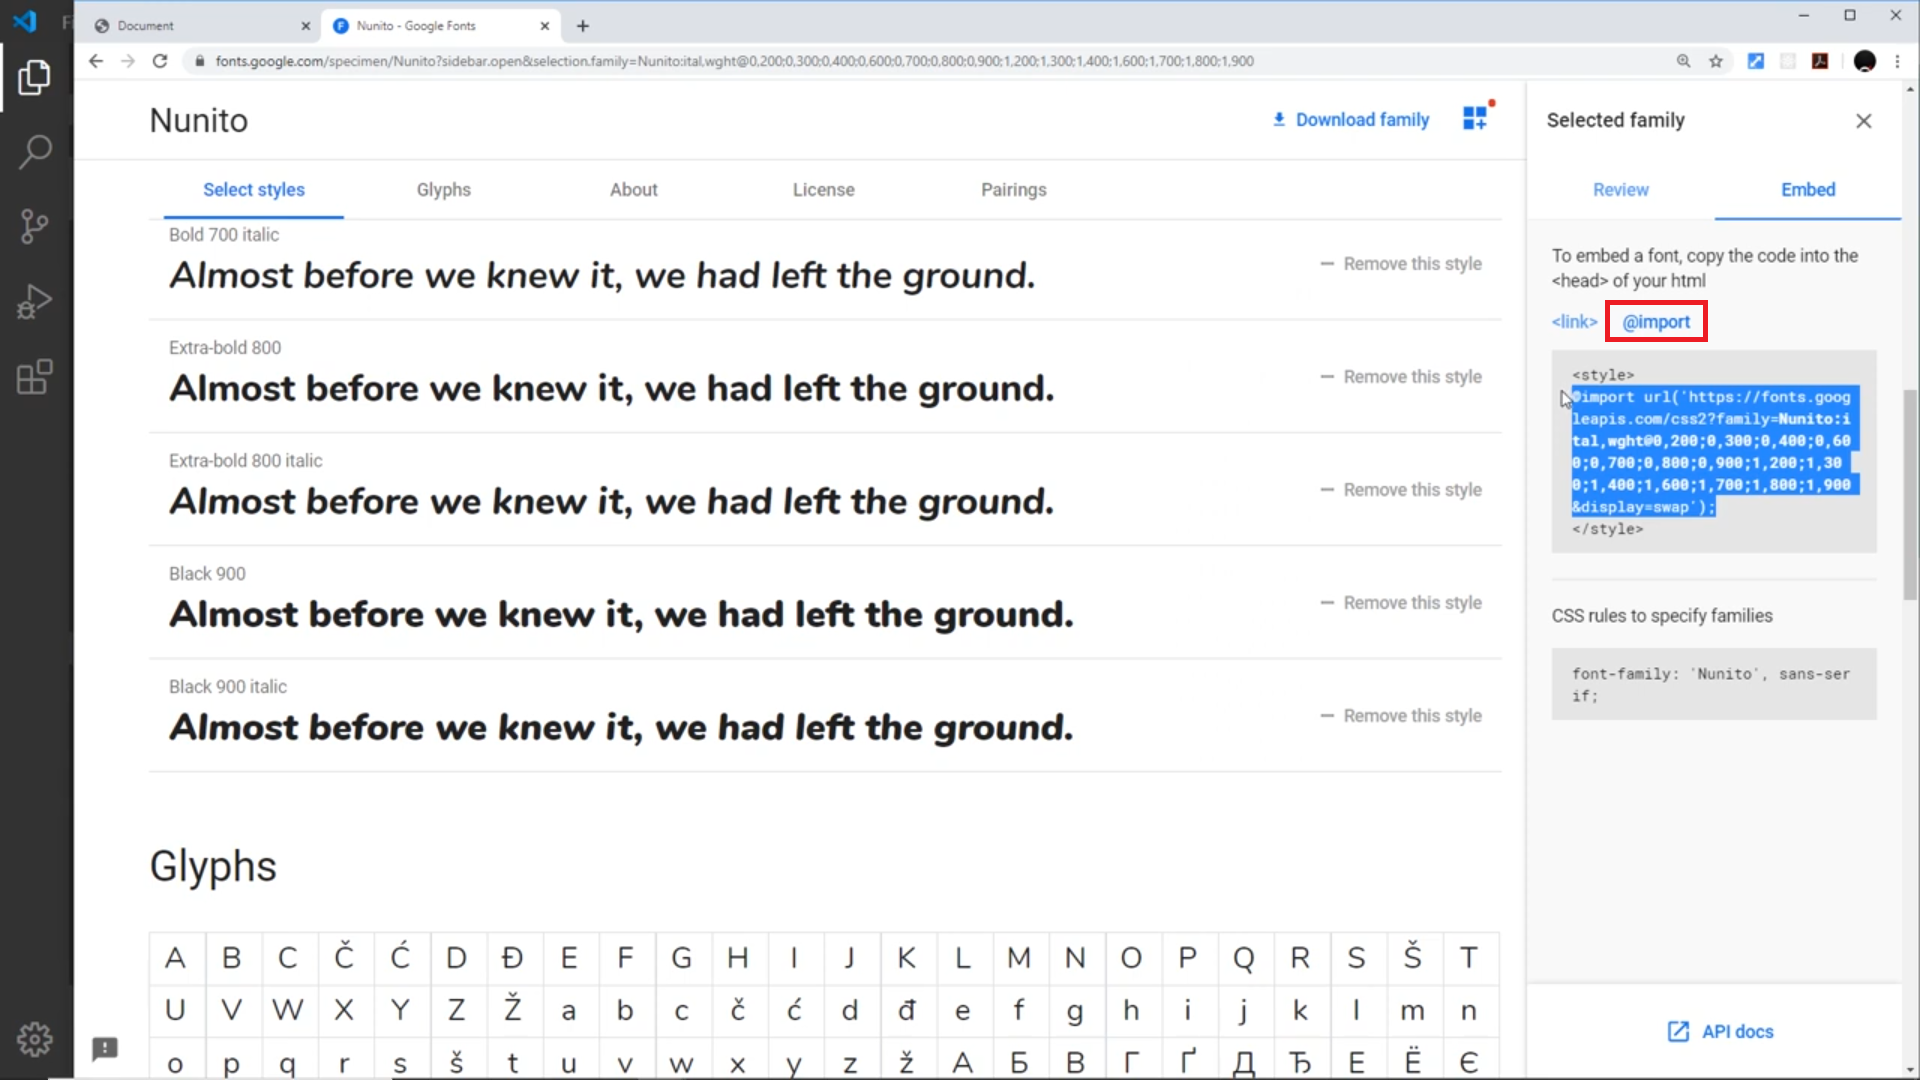 Fi
Document
Nunito - Google Fonts
fonts.google.com/specimen/Nunito?sidebar.open&selection.family=Nunito:ital,wght@0,200;0,300;0,400;0,600;0,700;0,800;0,900;1,200;1,300;1,400;1,600;1,700;1,800;1,900
Nunito
Download family
Select styles
Glyphs
About
License
Pairings
Bold 700 italic
Almost before we knew it, we had left the ground.
Remove this style
Extra-bold 800
Almost before we knew it, we had left the ground.
Remove this style
Extra-bold 800 italic
Almost before we knew it, we had left the ground.
Remove this style
Black 900
Almost before we knew it, we had left the ground.
Remove this style
Black 900 italic
Almost before we knew it, we had left the ground.
Remove this style
Glyphs
A B C Č Ć D Đ E F G H I J K L M N O P Q R S Š T
U V W X Y Z Ž a b c č ć d đ e f g h i j k l m n
o p q r s š t u v w x y z ž А Б В Г Ґ Д Ђ Е Ё Є
Selected family
Review
Embed
To embed a font, copy the code into the
<head> of your html
<link>
@import
<style>
@import url('https://fonts.goog
leapis.com/css2?family=Nunito:i
tal,wght@0,200;0,300;0,400;0,60
0;0,700;0,800;0,900;1,200;1,30
0;1,400;1,600;1,700;1,800;1,900
&display=swap');
</style>
CSS rules to specify families
font-family: 'Nunito', sans-ser
if;
API docs